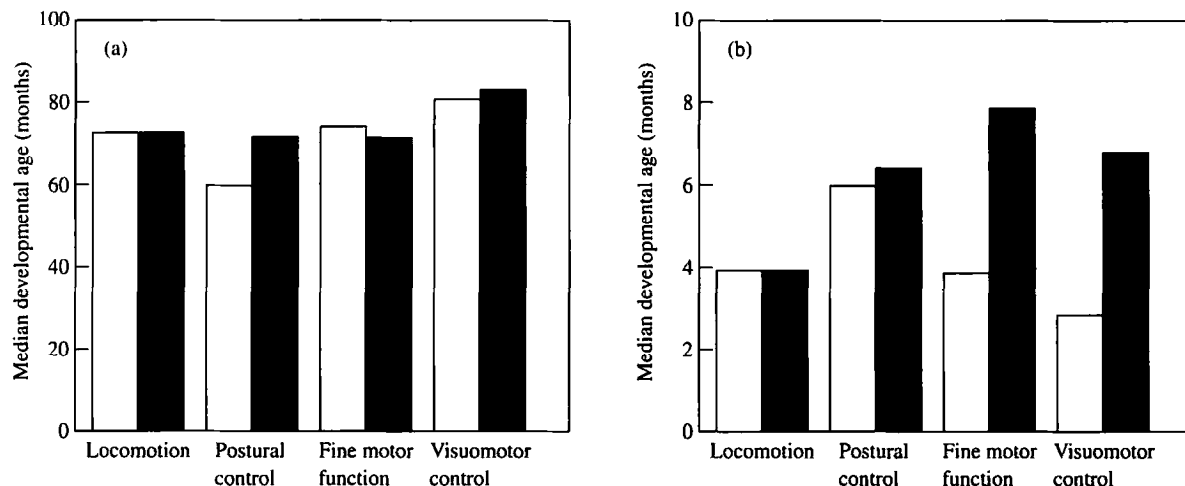 (a)
Median developmental age (months)
100
80
60
40
20
0
Locomotion
Postural
control
Fine motor
function
Visuomotor
control
(b)
Median developmental age (months)
10
8
6
4
2
0
Locomotion
Postural
control
Fine motor
function
Visuomotor
control